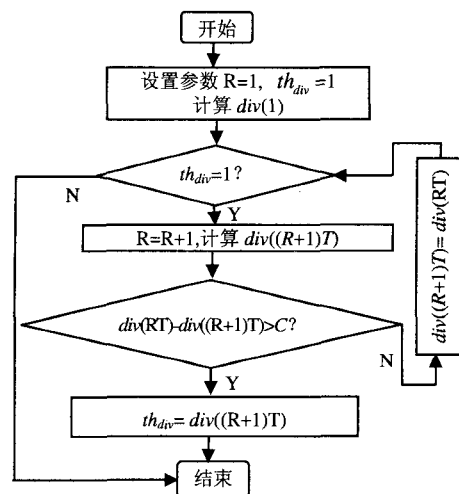 开始
设置参数 R=1, th_div =1
计算 div(1)
th_div=1？
N
Y
R=R+1,计算 div((R+1)T)
div((R+1)T)= div(RT)
div(RT)-div((R+1)T)>C?
N
Y
th_div= div((R+1)T)
结束